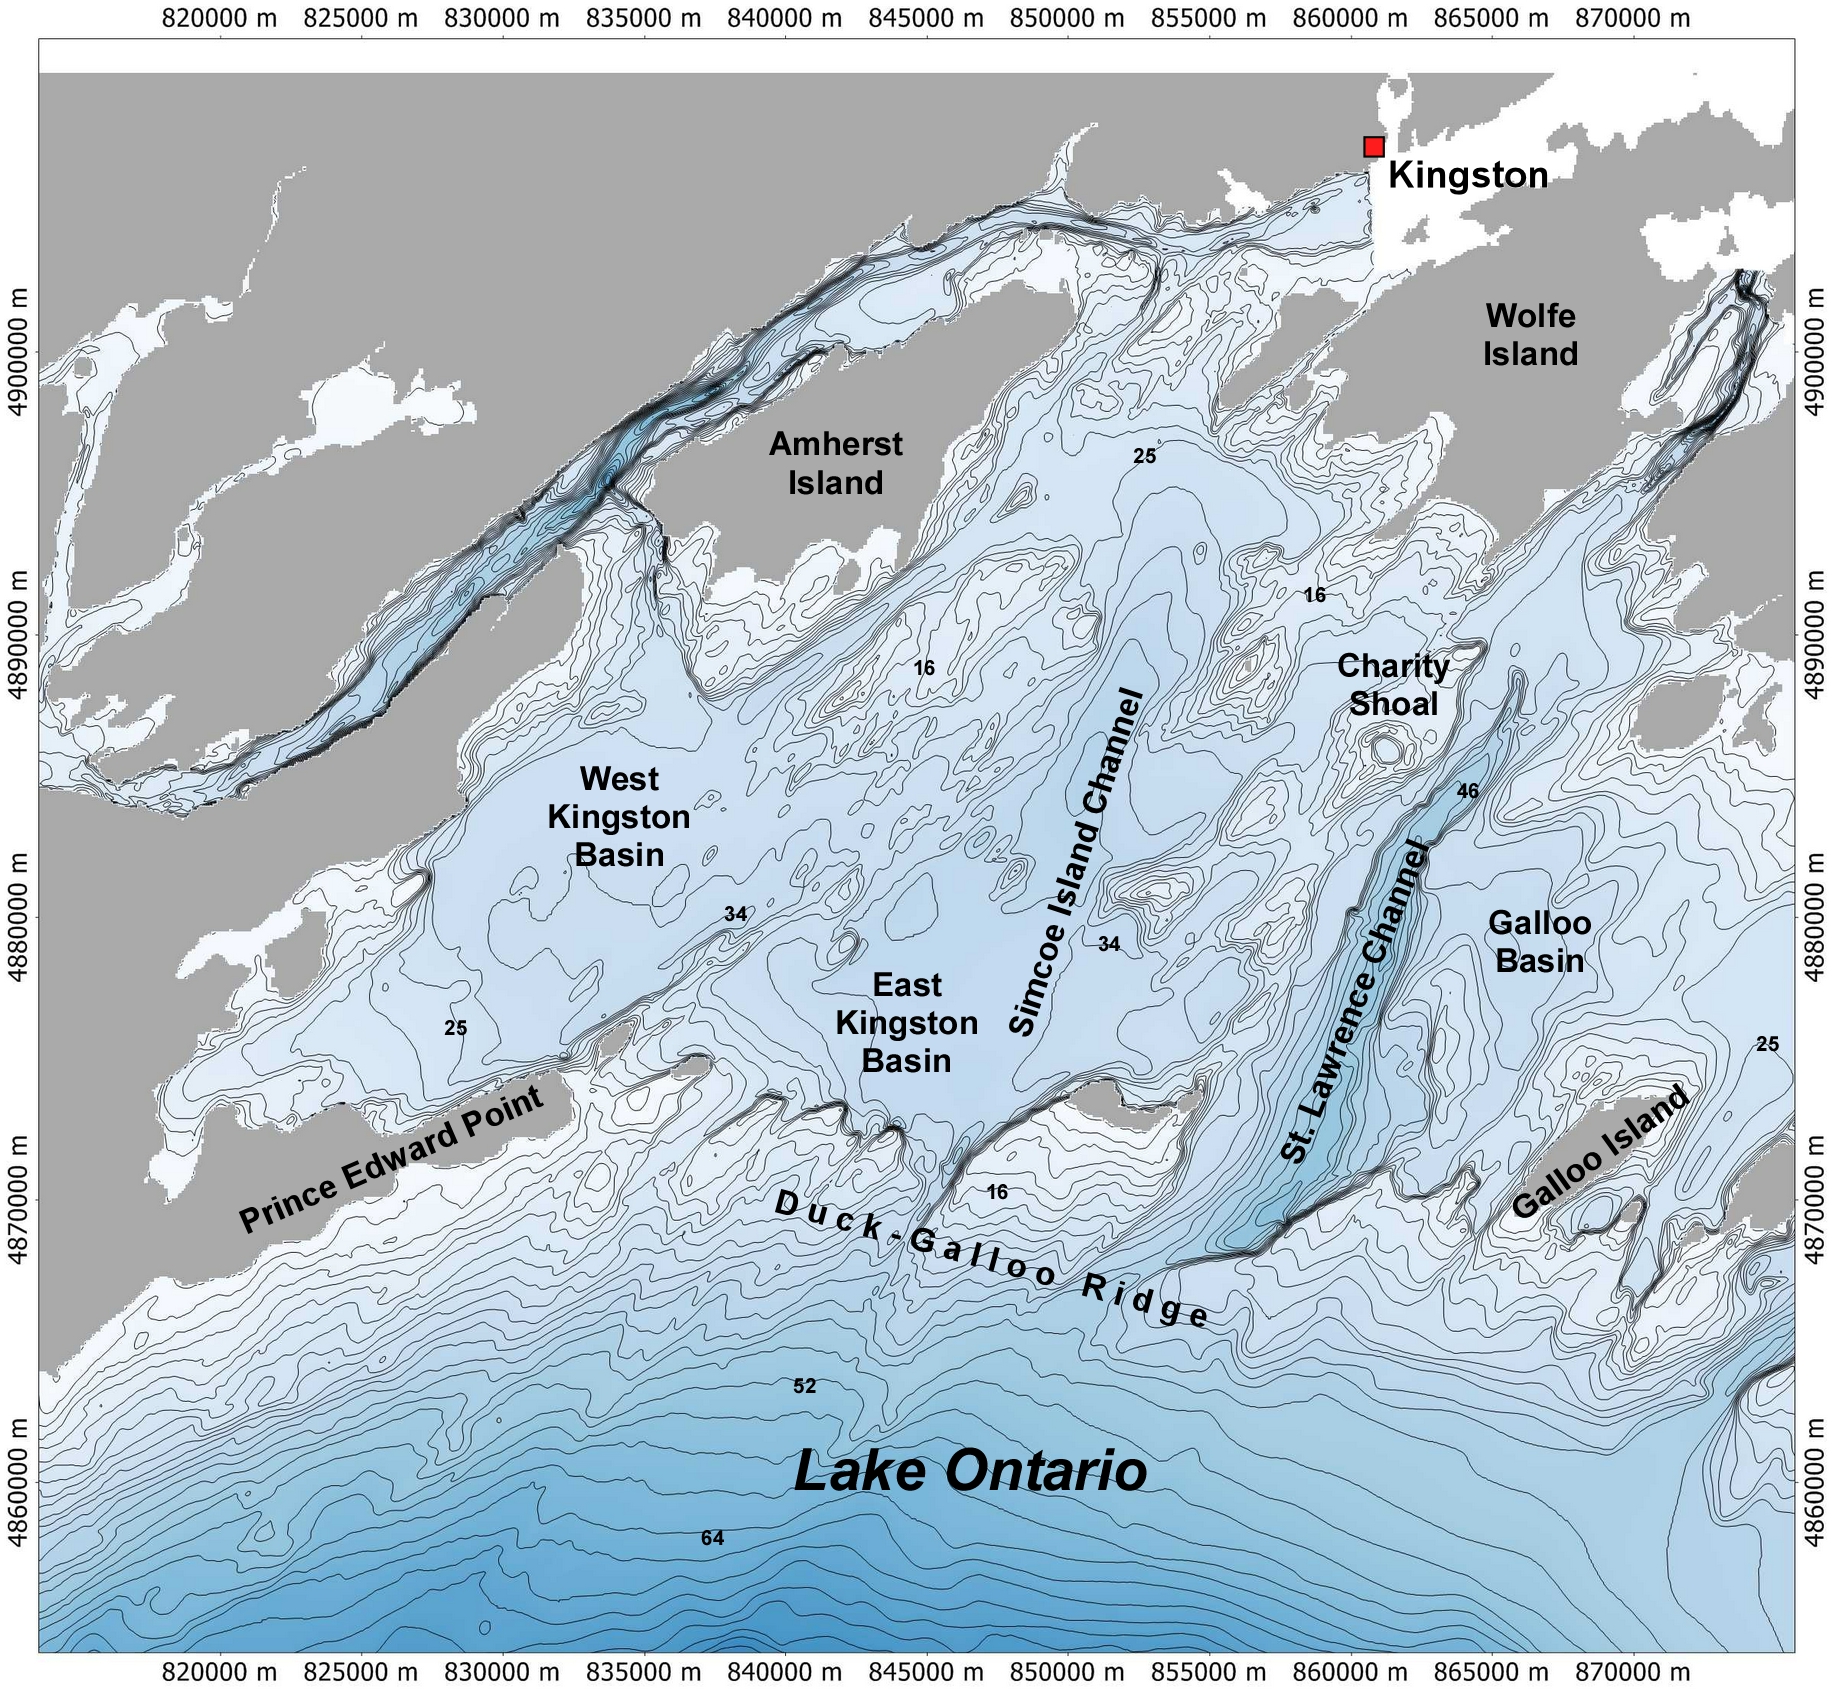 820000 m 825000 m 830000 m 835000 m 840000 m 845000 m 850000 m 855000 m 860000 m 865000 m 870000 m
Kingston
4900000 m
Wolfe
Island
4900000 m
Amherst
Island
25
16
4890000 m
4890000 m
16
Charity
Shoal
Simcoe Island Channel
West
Kingston
Basin
46
St. Lawrence Channel
4880000 m
34
34
Galloo
Basin
4880000 m
East
Kingston
Basin
25
25
Prince Edward Point
Galloo Island
4870000 m
16
Duck-Galloo Ridge
4870000 m
52
Lake Ontario
4860000 m
4860000 m
64
820000 m 825000 m 830000 m 835000 m 840000 m 845000 m 850000 m 855000 m 860000 m 865000 m 870000 m